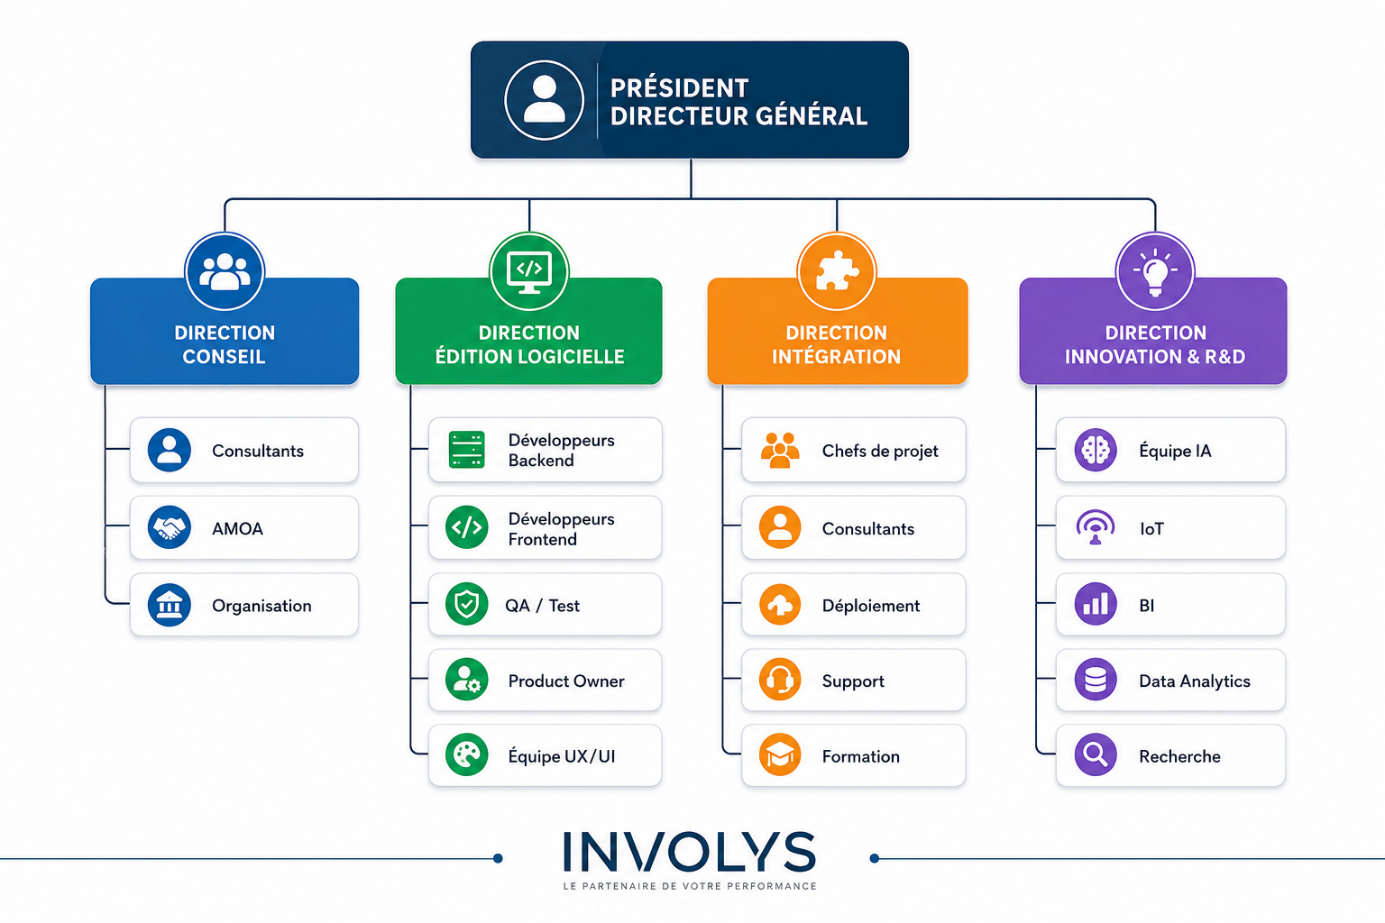 PRÉSIDENT
DIRECTEUR GÉNÉRAL
DIRECTION
CONSEIL
Consultants
AMOA
Organisation
DIRECTION
ÉDITION LOGICIELLE
</>
Développeurs
Backend
</>
Développeurs
Frontend
QA / Test
Product Owner
Équipe UX/UI
DIRECTION
INTÉGRATION
Chefs de projet
Consultants
Déploiement
Support
Formation
DIRECTION
INNOVATION & R&D
Équipe IA
IoT
BI
Data Analytics
Recherche
INVOLYS
LE PARTENAIRE DE VOTRE PERFORMANCE